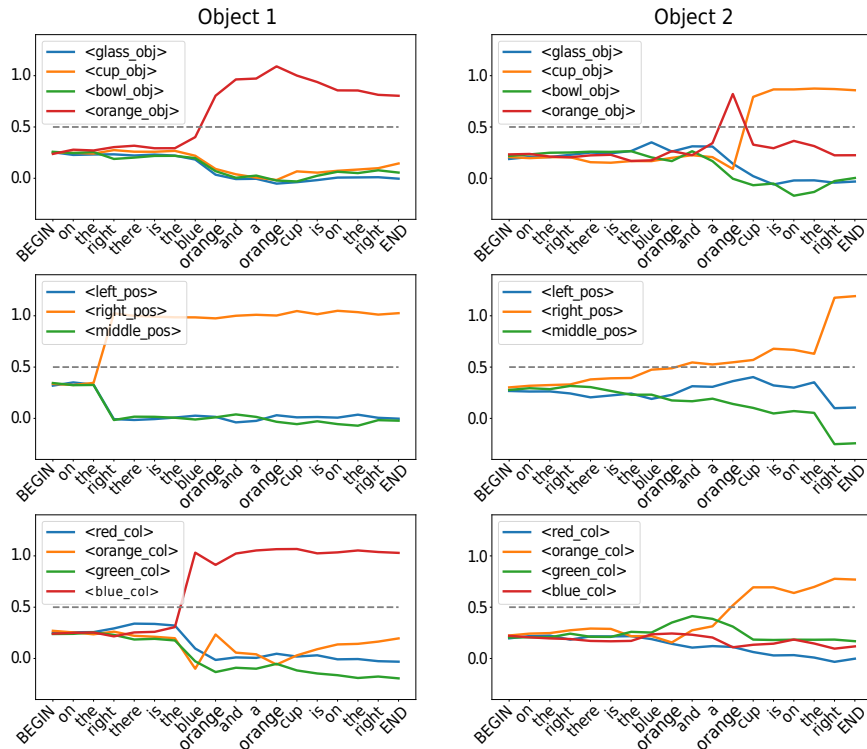 Object 1
Object 2
<glass_obj>
<cup_obj>
<bowl_obj>
<orange_obj>
1.0
0.5
0.0
BEGIN on the right there is the blue orange and a orange cup is on the right END
<glass_obj>
<cup_obj>
<bowl_obj>
<orange_obj>
1.0
0.5
0.0
BEGIN on the right there is the blue orange and a orange cup is on the right END
<left_pos>
<right_pos>
<middle_pos>
1.0
0.5
0.0
BEGIN on the right there is the blue orange and a orange cup is on the right END
<left_pos>
<right_pos>
<middle_pos>
1.0
0.5
0.0
BEGIN on the right there is the blue orange and a orange cup is on the right END
<red_col>
<orange_col>
<green_col>
<blue_col>
1.0
0.5
0.0
BEGIN on the right there is the blue orange and a orange cup is on the right END
<red_col>
<orange_col>
<green_col>
<blue_col>
1.0
0.5
0.0
BEGIN on the right there is the blue orange and a orange cup is on the right END